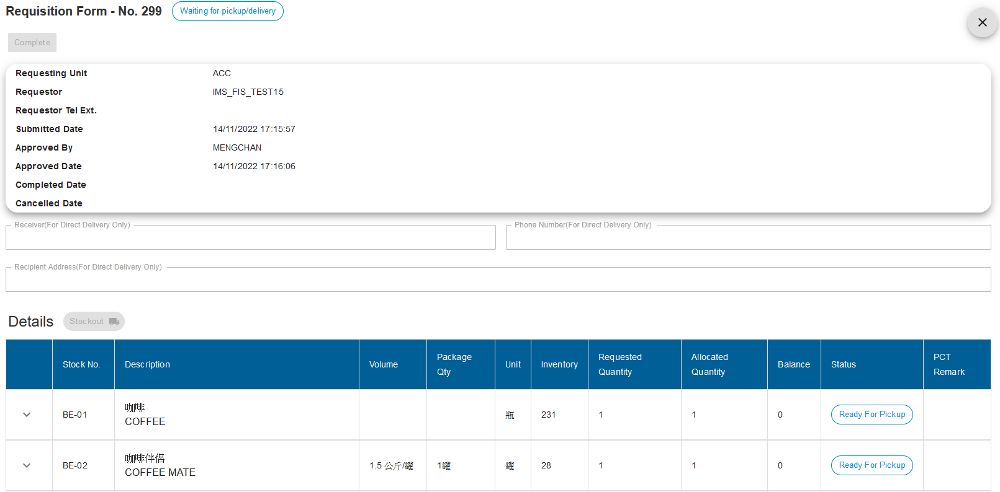 Requisition Form - No. 299 Waiting for pickup/delivery
Complete
Requesting Unit ACC
Requestor IMS_FIS_TEST15
Requestor Tel Ext.
Submitted Date 14/11/2022 17:15:57
Approved By MENGCHAN
Approved Date 14/11/2022 17:16:06
Completed Date
Cancelled Date
Receiver(For Direct Delivery Only) Phone Number(For Direct Delivery Only)
Recipient Address(For Direct Delivery Only)
Details Stockout
Stock No. Description Volume Package Qty Unit Inventory Requested Quantity Allocated Quantity Balance Status PCT Remark
BE-01 咖啡 COFFEE 瓶 231 1 1 0 Ready For Pickup
BE-02 咖啡伴侶 COFFEE MATE 1.5 公斤/罐 1罐 罐 28 1 1 0 Ready For Pickup